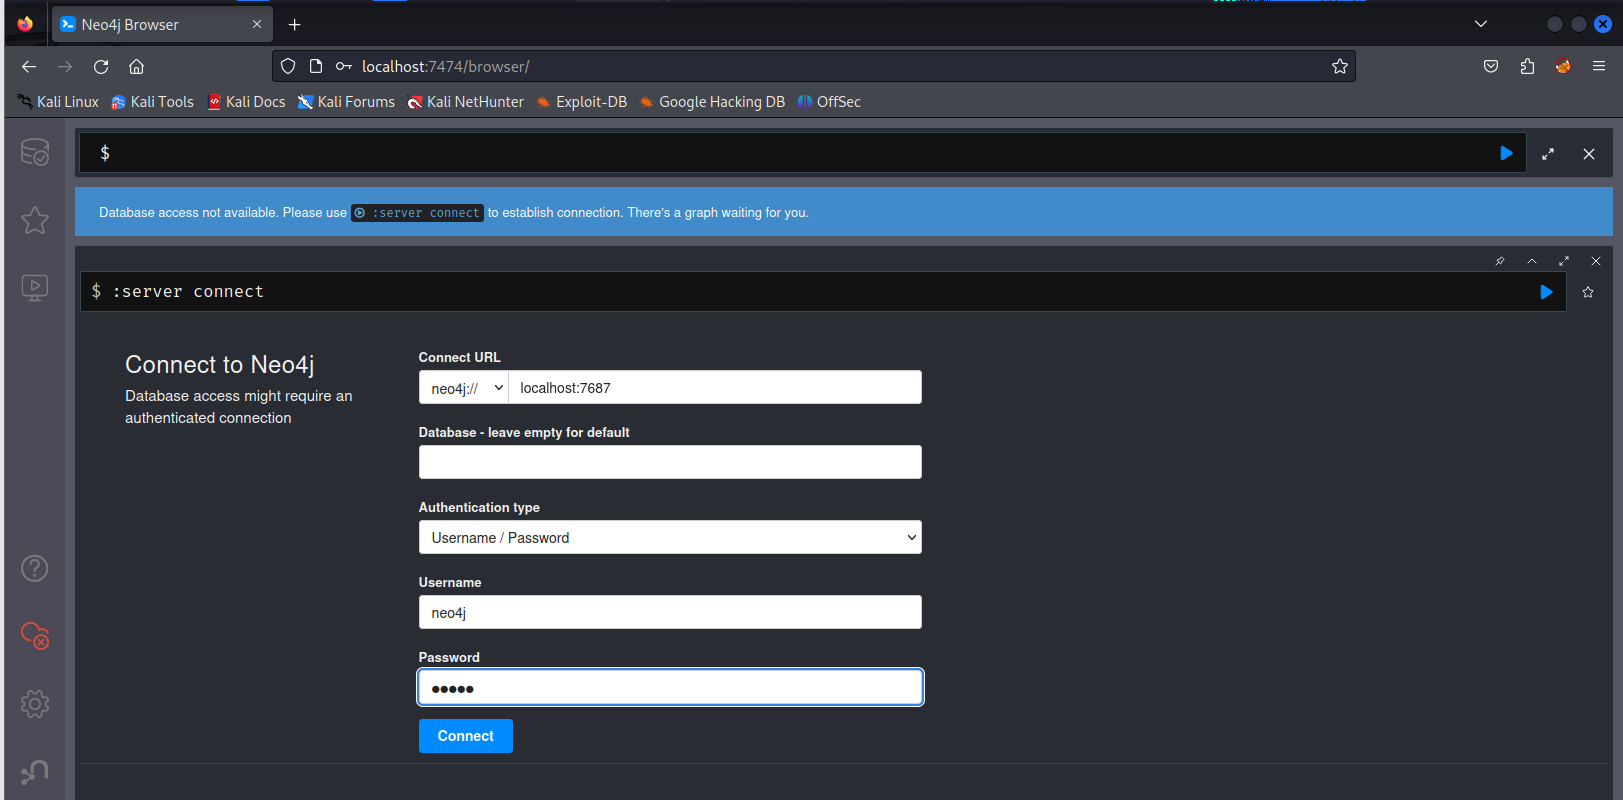 Neo4j Browser
localhost:7474/browser/
Kali Linux Kali Tools Kali Docs Kali Forums Kali NetHunter Exploit-DB Google Hacking DB OffSec
$
Database access not available. Please use :server connect to establish connection. There's a graph waiting for you.
$ :server connect
Connect to Neo4j
Database access might require an
authenticated connection
Connect URL
neo4j:// localhost:7687
Database - leave empty for default
Authentication type
Username / Password
Username
neo4j
Password
•••••
Connect